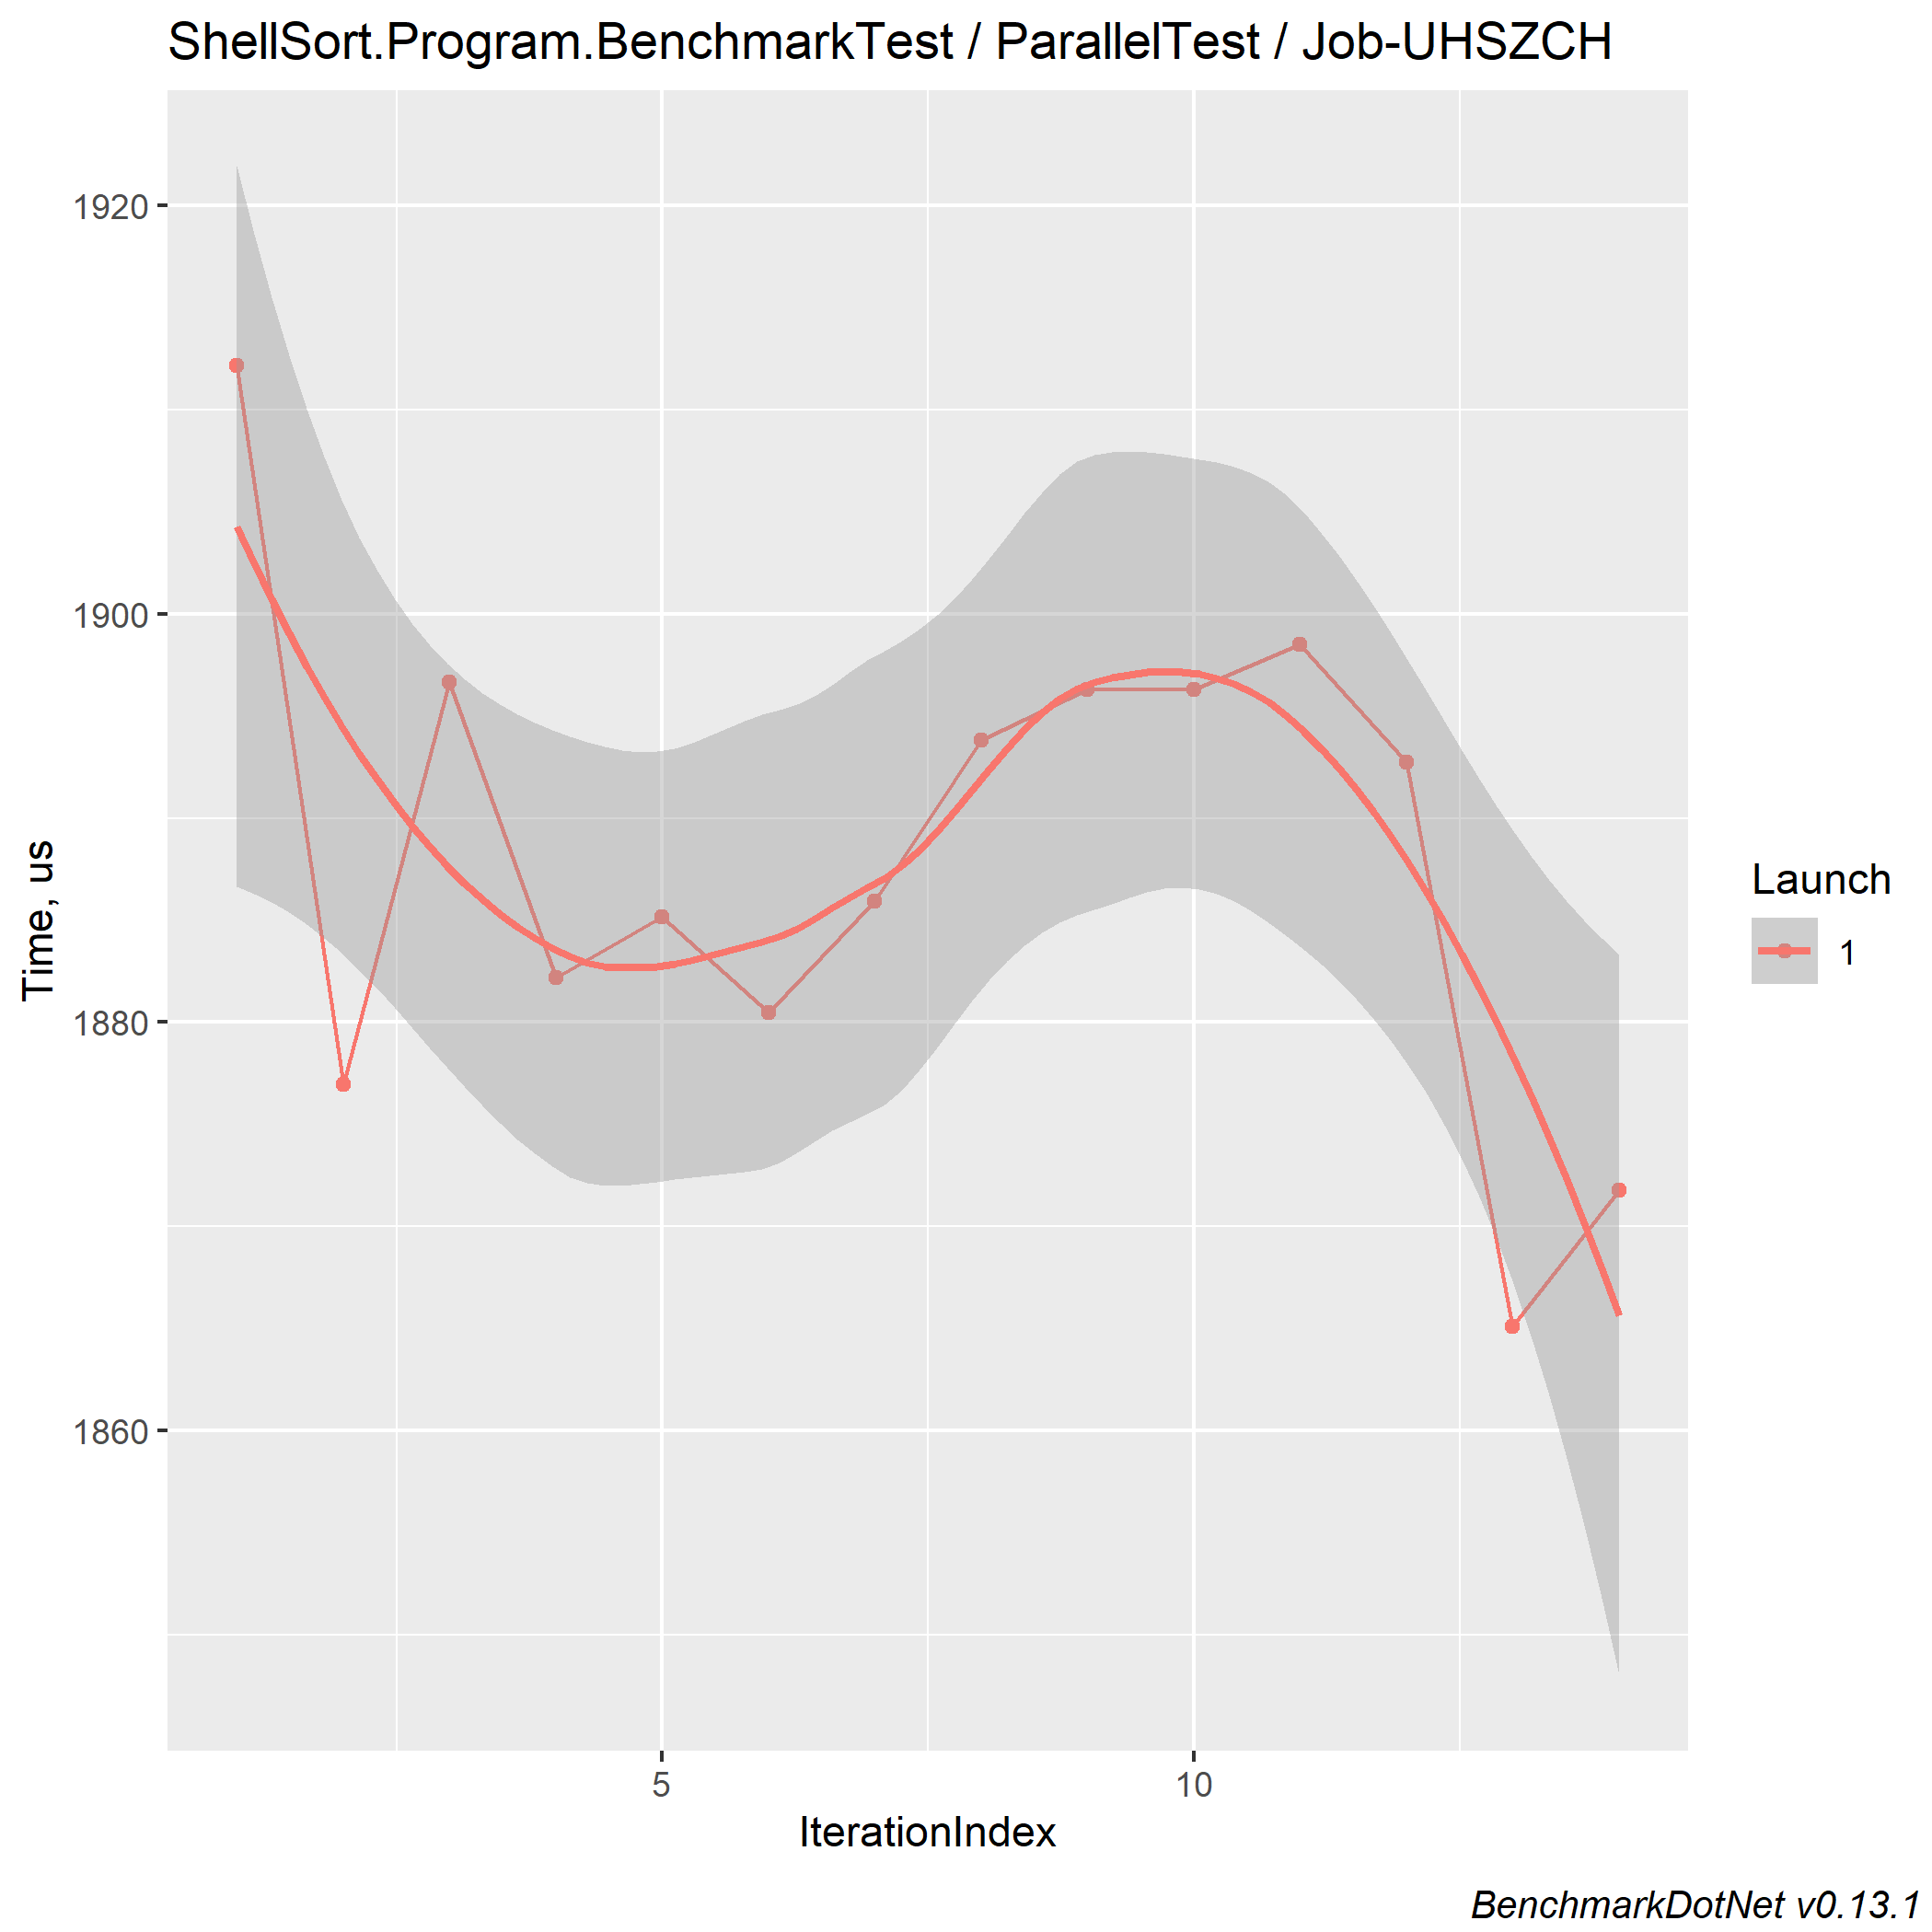 ShellSort.Program.BenchmarkTest / ParallelTest / Job-UHSZCH
Time, us
1920
1900
1880
1860
5
10
IterationIndex
Launch
1
BenchmarkDotNet v0.13.1